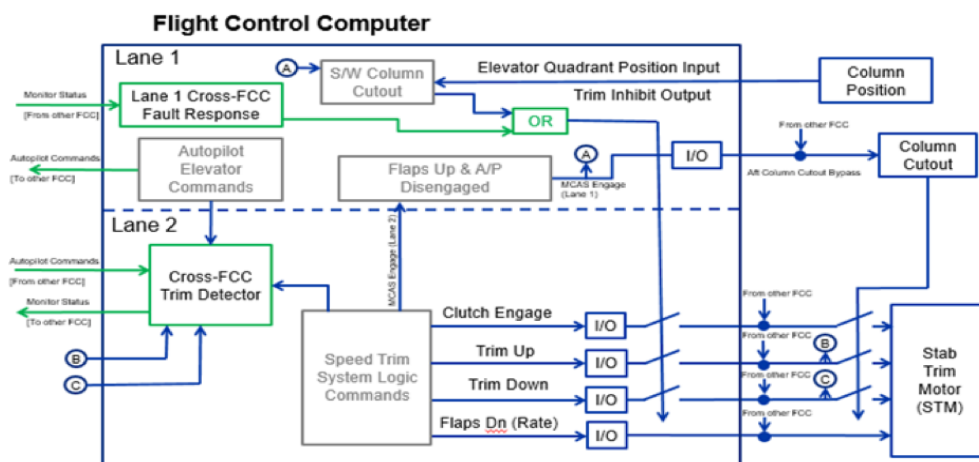 Flight Control Computer
Lane 1
A
S/W Column
Cutout
Elevator Quadrant Position Input
Column
Position
Monitor Status
[From other FCC]
Lane 1 Cross-FCC
Fault Response
Trim Inhibit Output
OR
Autopilot Commands
[To other FCC]
Autopilot
Elevator
Commands
Flaps Up & A/P
Disengaged
A
MCAS Engage
(Lane 1)
I/O
From other FCC
Aft Column Cutout Bypass
Column
Cutout
Lane 2
MCAS Engage (Lane 2)
Autopilot Commands
[From other FCC]
Monitor Status
[To other FCC]
Cross-FCC
Trim Detector
B
C
Speed Trim
System Logic
Commands
Clutch Engage
I/O
From other FCC
Trim Up
I/O
From other FCC
B
Trim Down
I/O
From other FCC
C
Flaps Dn (Rate)
I/O
From other FCC
Stab
Trim
Motor
(STM)